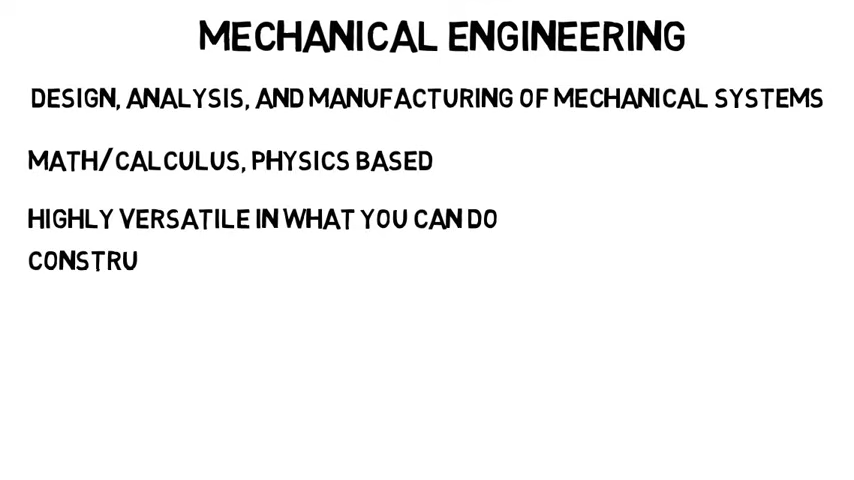 MECHANICAL ENGINEERING
DESIGN, ANALYSIS, AND MANUFACTURING OF MECHANICAL SYSTEMS
MATH/CALCULUS, PHYSICS BASED
HIGHLY VERSATILE IN WHAT YOU CAN DO
CONSTRU